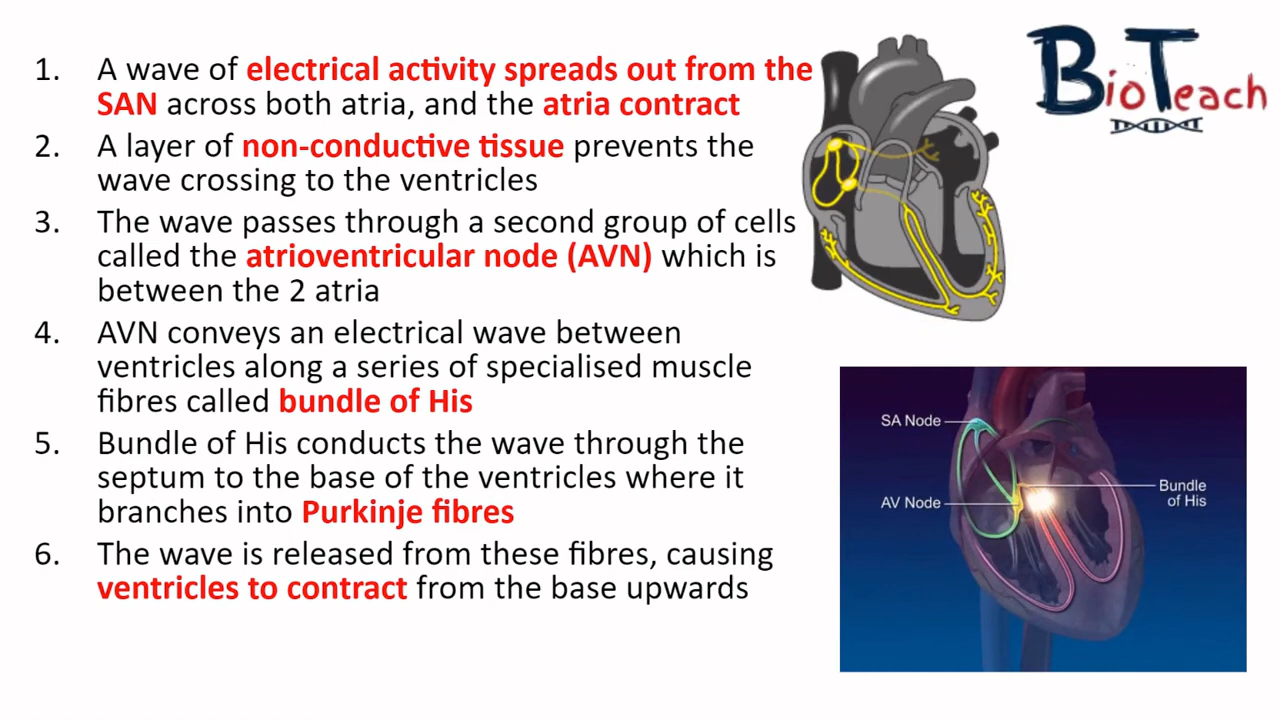 1. A wave of electrical activity spreads out from the
SAN across both atria, and the atria contract
2. A layer of non-conductive tissue prevents the
wave crossing to the ventricles
3. The wave passes through a second group of cells
called the atrioventricular node (AVN) which is
between the 2 atria
4. AVN conveys an electrical wave between
ventricles along a series of specialised muscle
fibres called bundle of His
5. Bundle of His conducts the wave through the
septum to the base of the ventricles where it
branches into Purkinje fibres
6. The wave is released from these fibres, causing
ventricles to contract from the base upwards
BioTeach
SA Node
AV Node
Bundle
of His